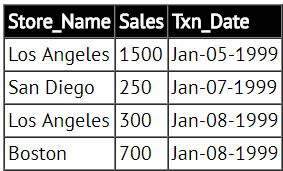 Store_Name Sales Txn_Date
Los Angeles 1500 Jan-05-1999
San Diego 250 Jan-07-1999
Los Angeles 300 Jan-08-1999
Boston 700 Jan-08-1999